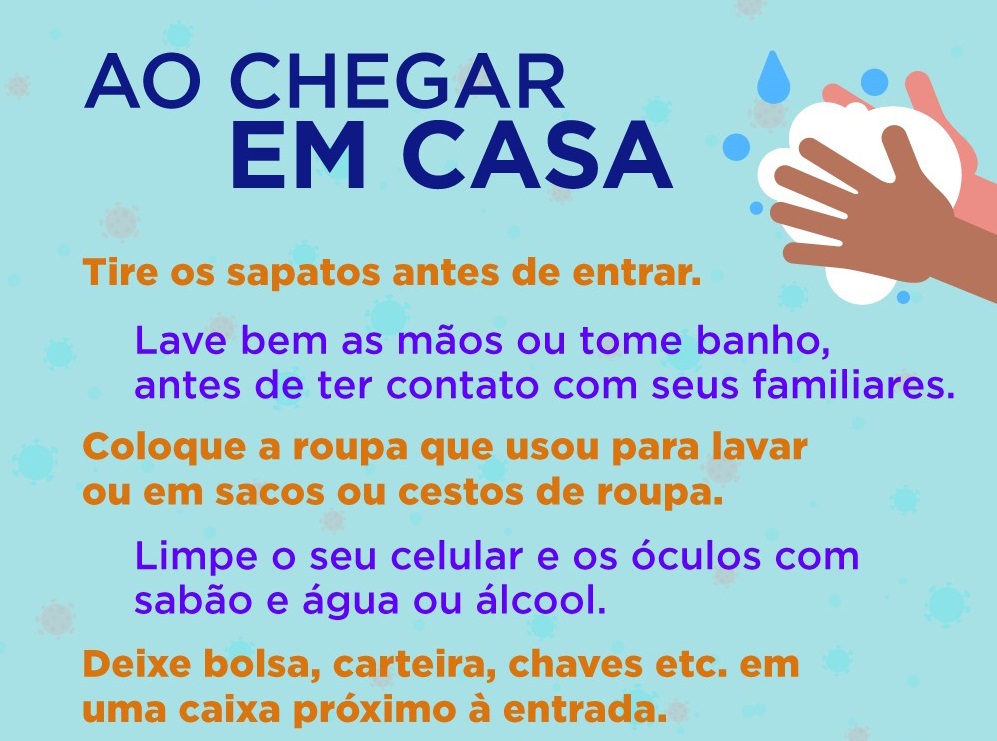 AO CHEGAR
EM CASA
Tire os sapatos antes de entrar.
Lave bem as mãos ou tome banho,
antes de ter contato com seus familiares.
Coloque a roupa que usou para lavar
ou em sacos ou cestos de roupa.
Limpe o seu celular e os óculos com
sabão e água ou álcool.
Deixe bolsa, carteira, chaves etc. em
uma caixa próximo à entrada.